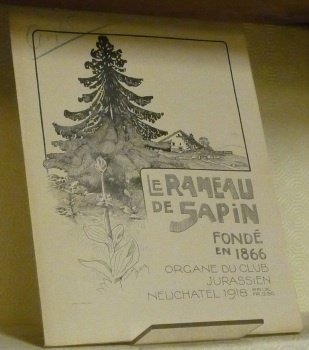 LE RAMEAU
DE SAPIN
FONDÉ
EN 1866
ORGANE DU CLUB
JURASSIEN
NEUCHATEL 1918